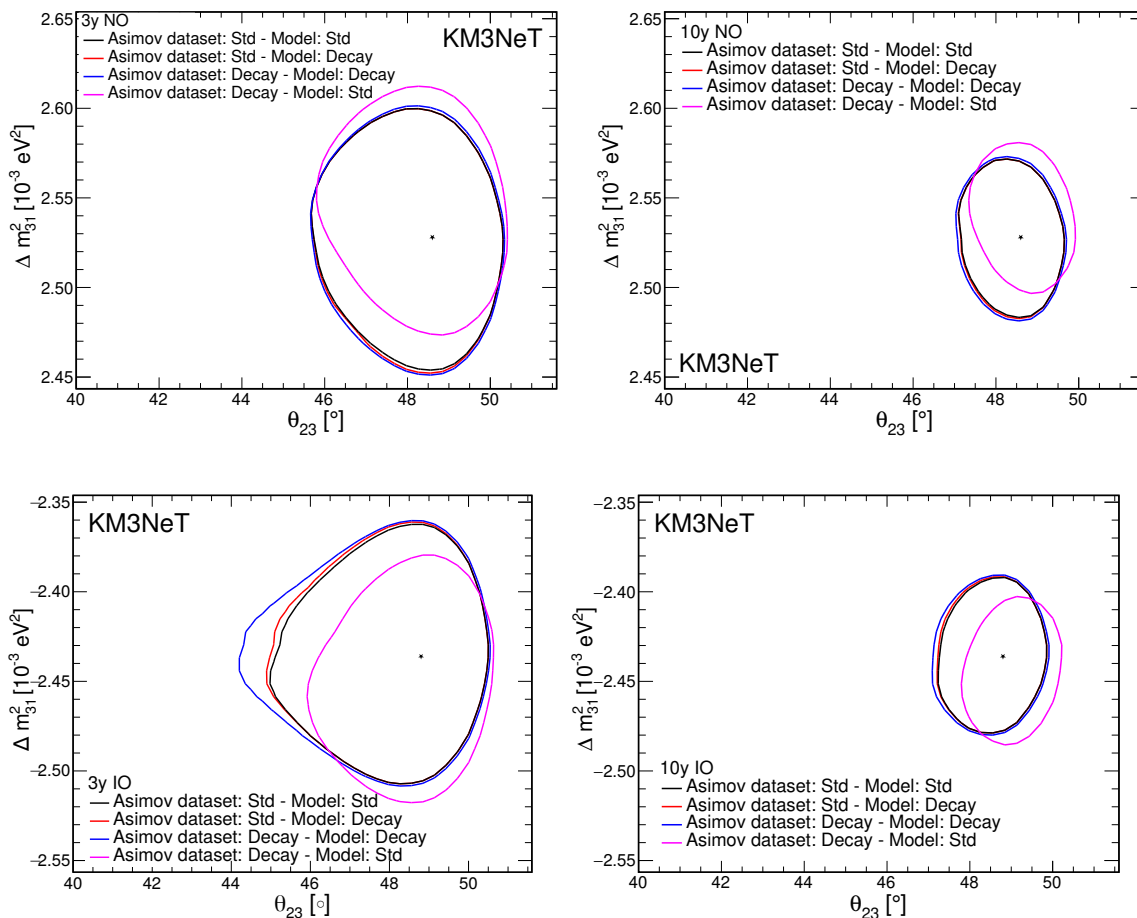 2.65
3y NO
Asimov dataset: Std - Model: Std
Asimov dataset: Std - Model: Decay
Asimov dataset: Decay - Model: Decay
Asimov dataset: Decay - Model: Std
KM3NeT
2.60
2.55
2.50
2.45
Δ m²₃₁ [10⁻³ eV²]
40 42 44 46 48 50
θ₂₃ [°]
2.65
10y NO
Asimov dataset: Std - Model: Std
Asimov dataset: Std - Model: Decay
Asimov dataset: Decay - Model: Decay
Asimov dataset: Decay - Model: Std
2.60
2.55
2.50
2.45
Δ m²₃₁ [10⁻³ eV²]
KM3NeT
40 42 44 46 48 50
θ₂₃ [°]
−2.35
KM3NeT
−2.40
−2.45
−2.50
−2.55
Δ m²₃₁ [10⁻³ eV²]
3y IO
Asimov dataset: Std - Model: Std
Asimov dataset: Std - Model: Decay
Asimov dataset: Decay - Model: Decay
Asimov dataset: Decay - Model: Std
40 42 44 46 48 50
θ₂₃ [○]
−2.35
KM3NeT
−2.40
−2.45
−2.50
−2.55
Δ m²₃₁ [10⁻³ eV²]
10y IO
Asimov dataset: Std - Model: Std
Asimov dataset: Std - Model: Decay
Asimov dataset: Decay - Model: Decay
Asimov dataset: Decay - Model: Std
40 42 44 46 48 50
θ₂₃ [°]